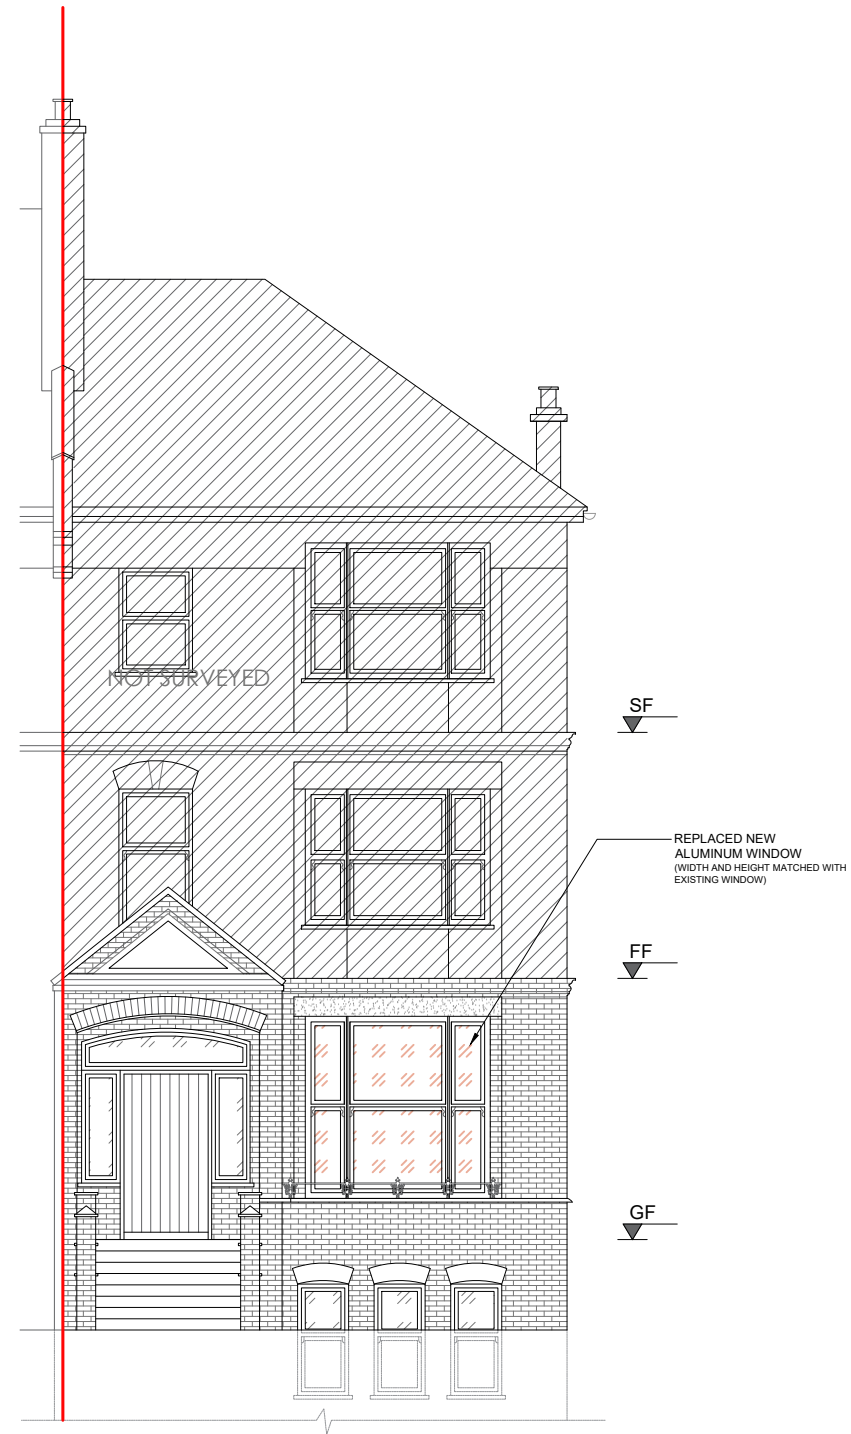 NOT SURVEYED
SF
REPLACED NEW
ALUMINUM WINDOW
(WIDTH AND HEIGHT MATCHED WITH
EXISTING WINDOW)
FF
GF